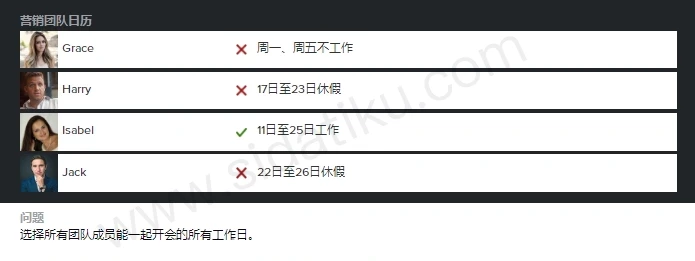 营销团队日历
Grace
周一、周五不工作
Harry
17日至23日休假
Isabel
11日至25日工作
Jack
22日至26日休假
www.sidatiku.com
问题
选择所有团队成员能一起开会的所有工作日。